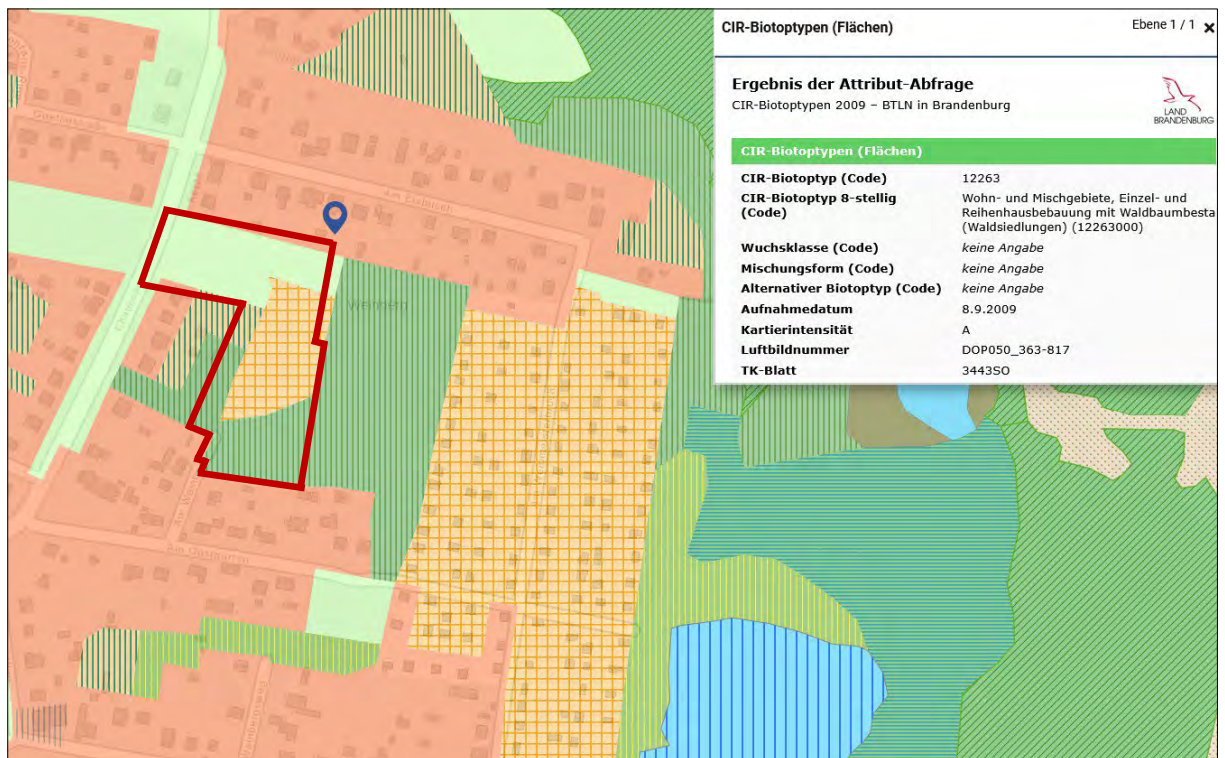 CIR-Biotoptypen (Flächen)
Ebene 1 / 1 ×
Ergebnis der Attribut-Abfrage
CIR-Biotoptypen 2009 – BTLN in Brandenburg
LAND
BRANDENBURG
CIR-Biotoptypen (Flächen)
CIR-Biotoptyp (Code) 12263
CIR-Biotoptyp 8-stellig (Code) Wohn- und Mischgebiete, Einzel- und
Reihenhausbebauung mit Waldbaumbesta
(Waldsiedlungen) (12263000)
Wuchsklasse (Code) keine Angabe
Mischungsform (Code) keine Angabe
Alternativer Biotoptyp (Code) keine Angabe
Aufnahmedatum 8.9.2009
Kartierintensität A
Luftbildnummer DOP050_363-817
TK-Blatt 3443SO